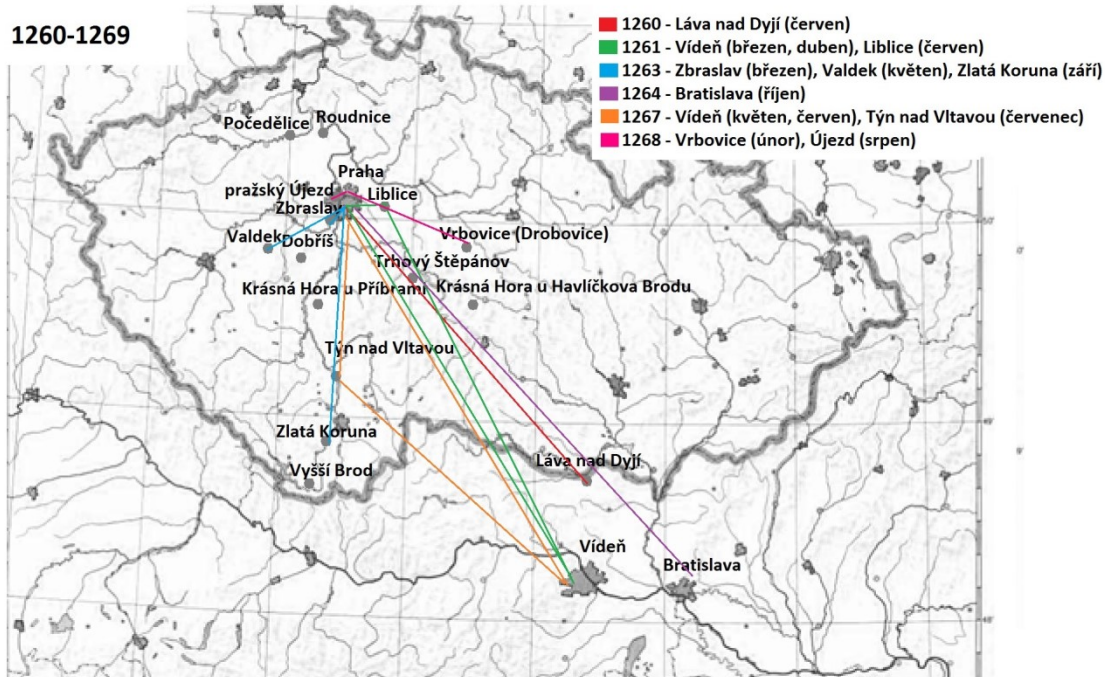 1260-1269
1260 - Láva nad Dyjí (červen)
1261 - Vídeň (březen, duben), Liblice (červen)
1263 - Zbraslav (březen), Valdek (květen), Zlatá Koruna (září)
1264 - Bratislava (říjen)
1267 - Vídeň (květen, červen), Týn nad Vltavou (červenec)
1268 - Vrbovice (únor), Újezd (srpen)
Počedělice
Roudnice
Praha
pražský Újezd
Liblice
Zbraslav
Valdek
Dobříš
Vrbovice (Drobovice)
Trhový Štěpánov
Krásná Hora u Příbrami
Krásná Hora u Havlíčkova Brodu
Týn nad Vltavou
Zlatá Koruna
Vyšší Brod
Láva nad Dyjí
Vídeň
Bratislava